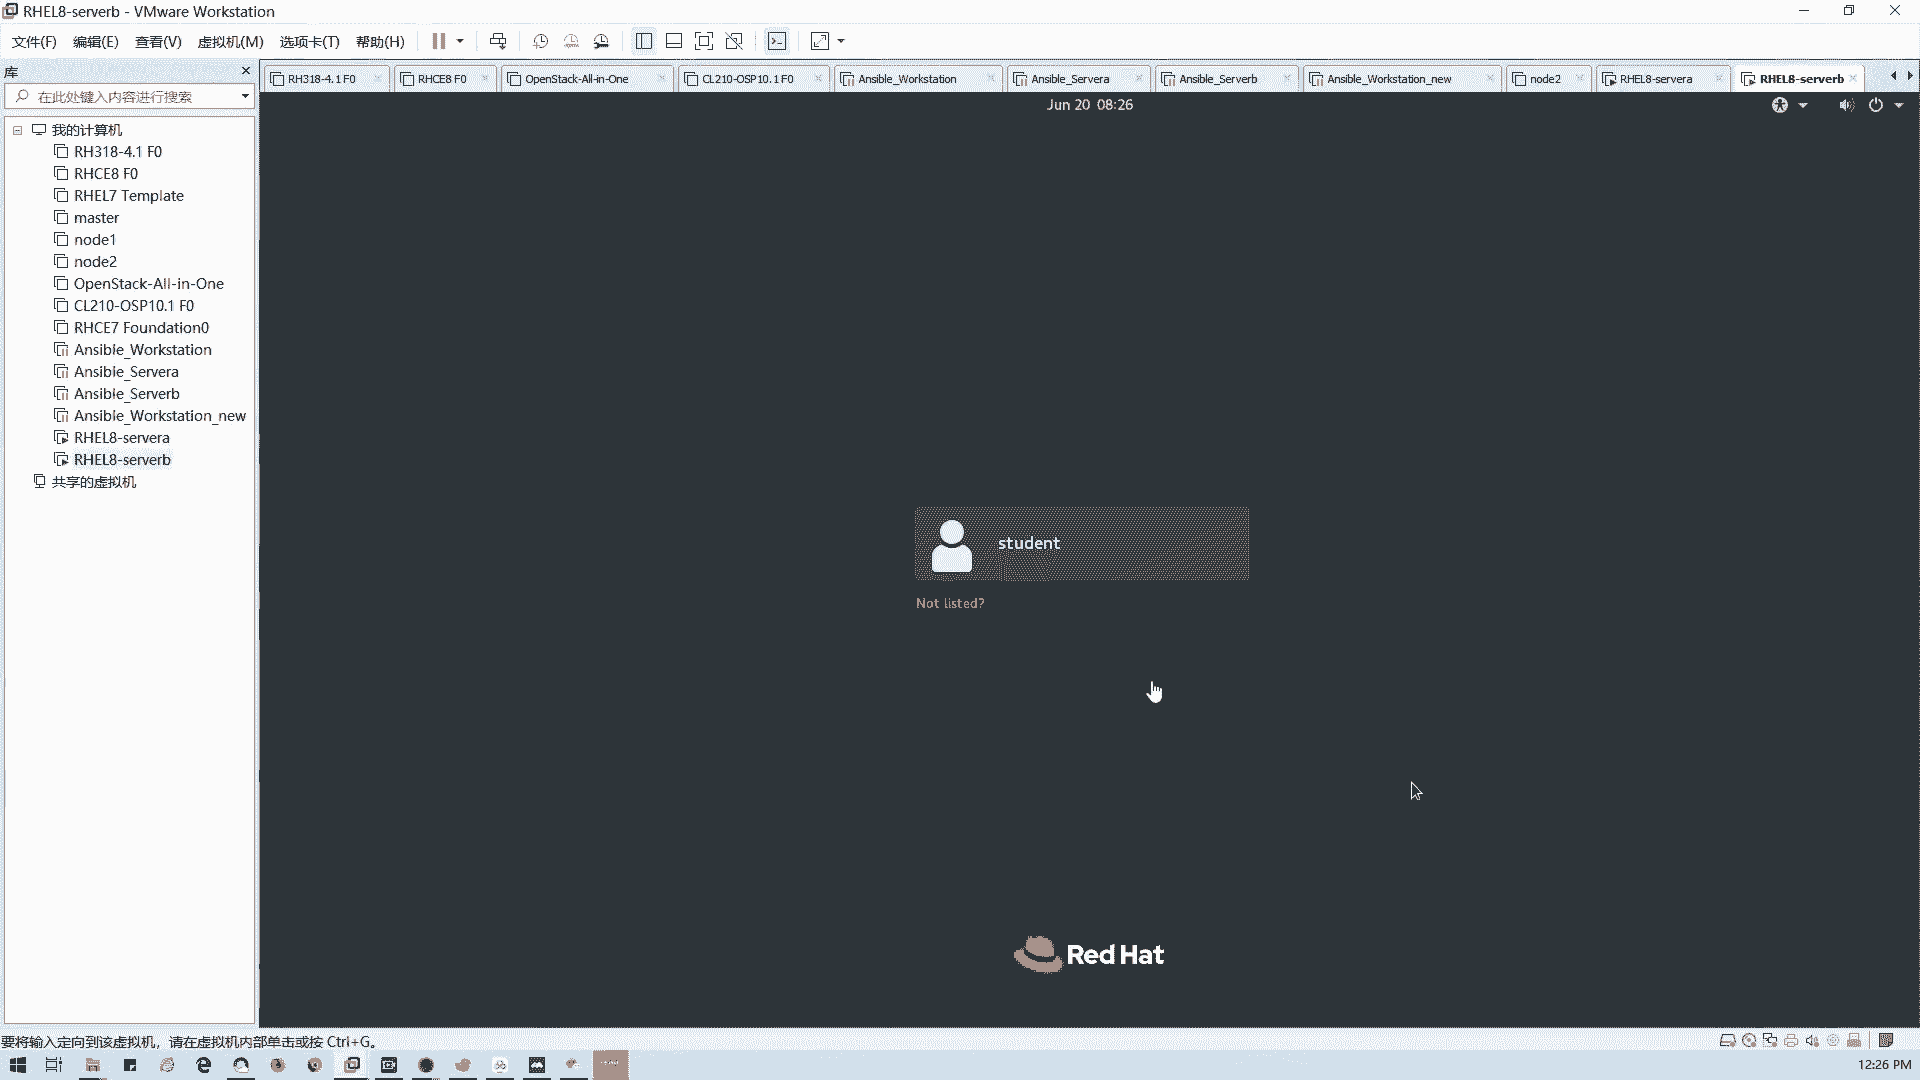 RHEL8-serverb - VMware Workstation
文件(F) 编辑(E) 查看(V) 虚拟机(M) 选项卡(T) 帮助(H)
库
在此处键入内容进行搜索
RH318-4.1 F0 RHCE8 F0 OpenStack-All-in-One CL210-OSP10.1 F0 Ansible_Workstation Ansible_Servera Ansible_Serverb Ansible_Workstation_new node2 RHEL8-servera RHEL8-serverb
Jun 20 08:26
我的计算机
RH318-4.1 F0
RHCE8 F0
RHEL7 Template
master
node1
node2
OpenStack-All-in-One
CL210-OSP10.1 F0
RHCE7 Foundation0
Ansible_Workstation
Ansible_Servera
Ansible_Serverb
Ansible_Workstation_new
RHEL8-servera
RHEL8-serverb
共享的虚拟机
student
Not listed?
Red Hat
要将输入定向到该虚拟机，请在虚拟机内部单击或按 Ctrl+G。
12:26 PM